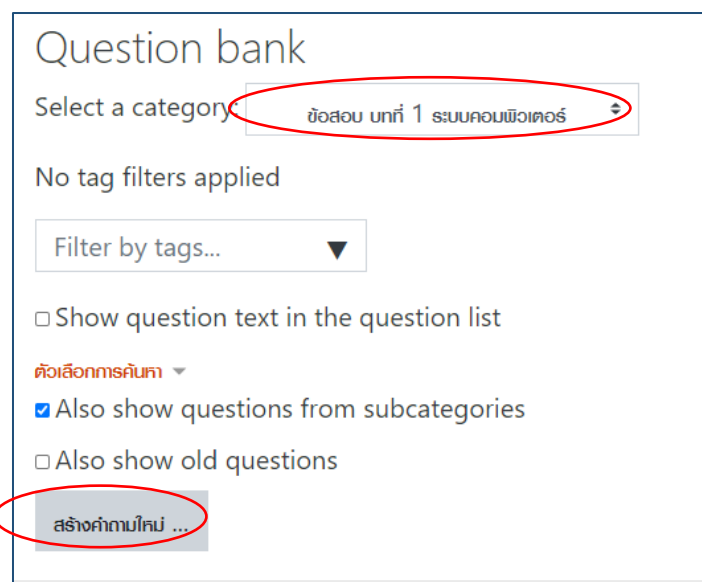 Question bank
Select a category: ข้อสอบ บทที่ 1 ระบบคอมพิวเตอร์
No tag filters applied
Filter by tags...
Show question text in the question list
ตัวเลือกการค้นหา
Also show questions from subcategories
Also show old questions
สร้างคำถามใหม่ ...